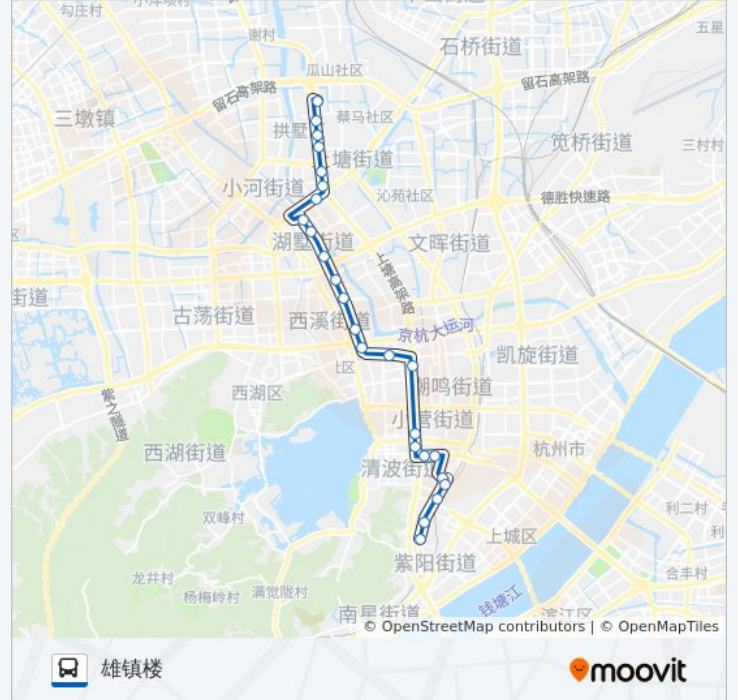 勾庄村
谢村
石桥街道
五星
瓜山社区
留石高架路
留石高架路
三墩镇
蔡马社区
拱墅
笕桥街道
三村村
上塘街道
小河街道
沁苑社区
德胜快速路
区
湖墅街道
文晖街道
上塘高架路
街道
古荡街道
西溪街道
京杭大运河
凯旋街道
社区
西湖区
潮鸣街道
紫之隧道
小营街道
西湖街道
杭州市
清波街道
利二村
双峰村
上城区
利
紫阳街道
龙井村
满觉陇村
杨梅岭村
合丰村
钱塘江
南星街道
滨江区
© OpenStreetMap contributors | © OpenMapTiles
雄镇楼
moovit